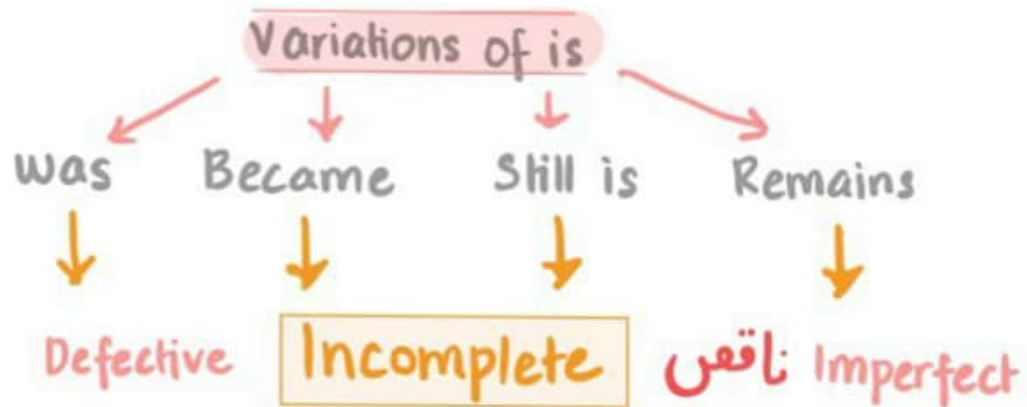 Variations of is
was Became Still is Remains
Defective Incomplete ناقص Imperfect